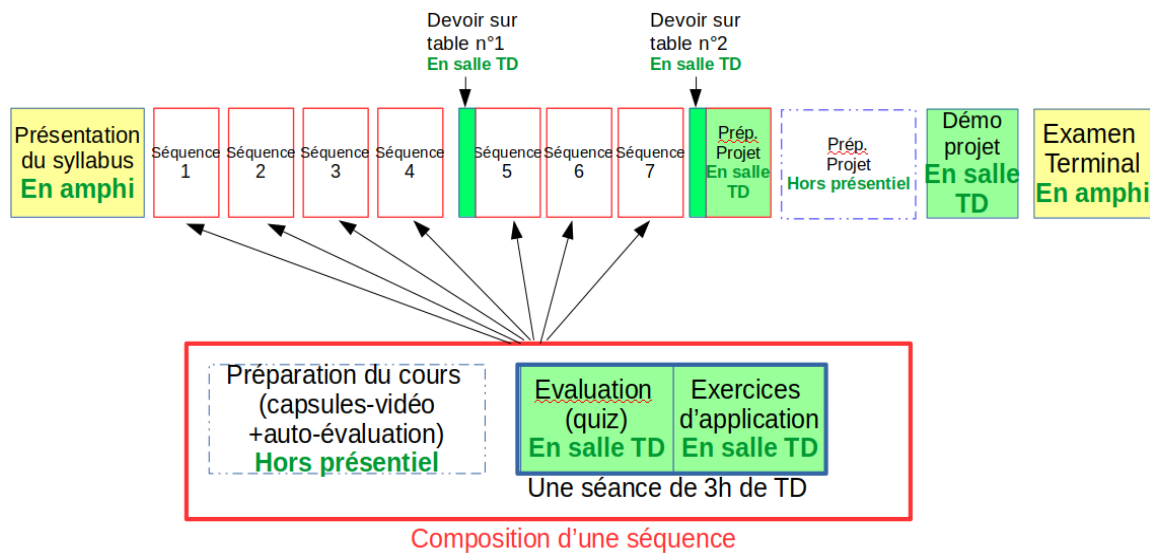 Devoir sur
table n°1
En salle TD
Devoir sur
table n°2
En salle TD
Présentation
du syllabus
En amphi
Séquence
1
Séquence
2
Séquence
3
Séquence
4
Séquence
5
Séquence
6
Séquence
7
Prép.
Projet
En salle
TD
Prép.
Projet
Hors présentiel
Démo
projet
En salle
TD
Examen
Terminal
En amphi
Préparation du cours
(capsules-vidéo
+auto-évaluation)
Hors présentiel
Evaluation
(quiz)
En salle TD
Exercices
d’application
En salle TD
Une séance de 3h de TD
Composition d’une séquence